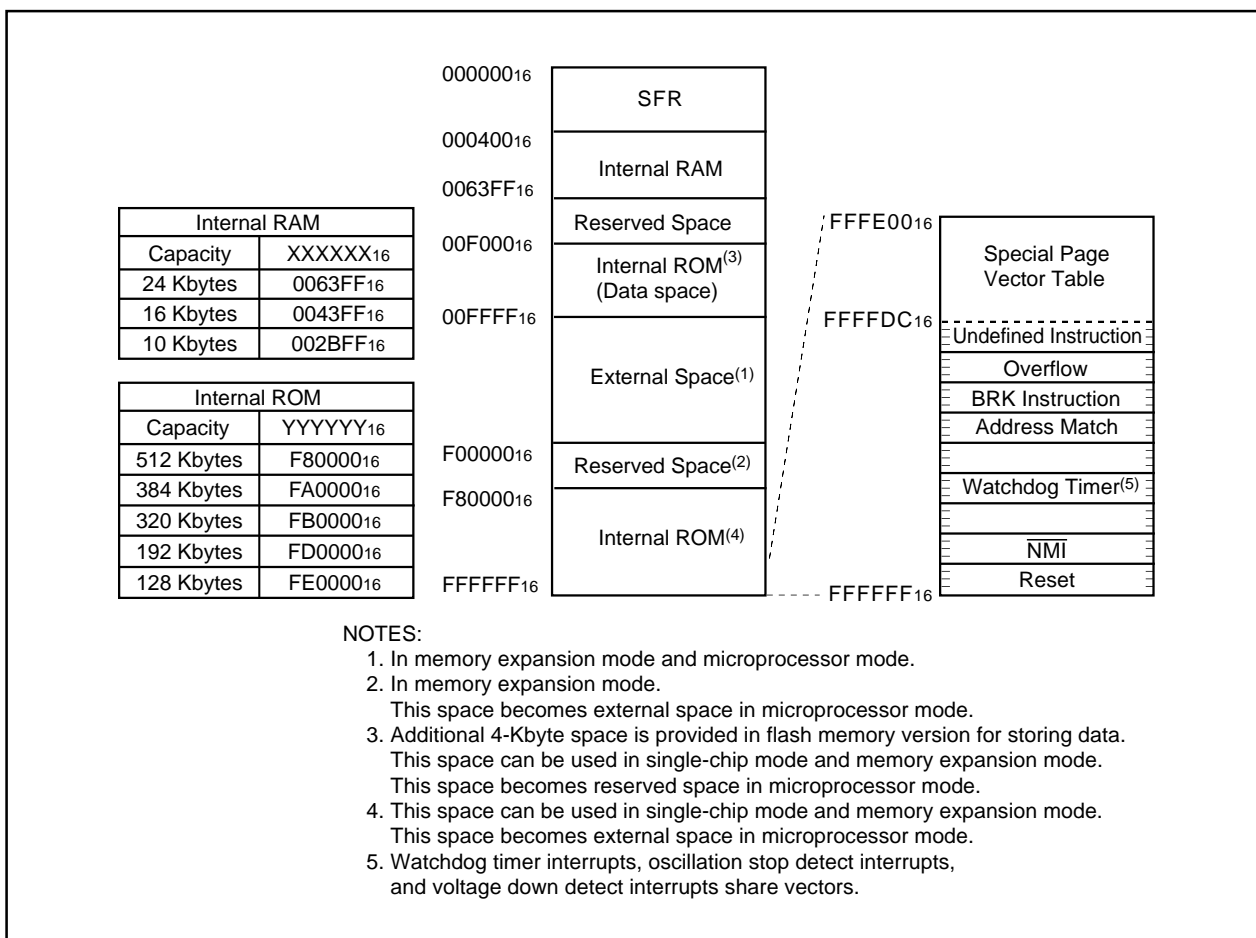 00000016
SFR
00040016
Internal RAM
0063FF16
Reserved Space
00F00016
Internal ROM(3)
(Data space)
00FFFF16
External Space(1)
F0000016
Reserved Space(2)
F8000016
Internal ROM(4)
FFFFFF16
Internal RAM
Capacity XXXXXX16
24 Kbytes 0063FF16
16 Kbytes 0043FF16
10 Kbytes 002BFF16
Internal ROM
Capacity YYYYYY16
512 Kbytes F8000016
384 Kbytes FA000016
320 Kbytes FB000016
192 Kbytes FD000016
128 Kbytes FE000016
FFFE0016
Special Page
Vector Table
FFFFDC16
Undefined Instruction
Overflow
BRK Instruction
Address Match
Watchdog Timer(5)
NMI
Reset
FFFFFF16
NOTES:
1. In memory expansion mode and microprocessor mode.
2. In memory expansion mode.
This space becomes external space in microprocessor mode.
3. Additional 4-Kbyte space is provided in flash memory version for storing data.
This space can be used in single-chip mode and memory expansion mode.
This space becomes reserved space in microprocessor mode.
4. This space can be used in single-chip mode and memory expansion mode.
This space becomes external space in microprocessor mode.
5. Watchdog timer interrupts, oscillation stop detect interrupts,
and voltage down detect interrupts share vectors.